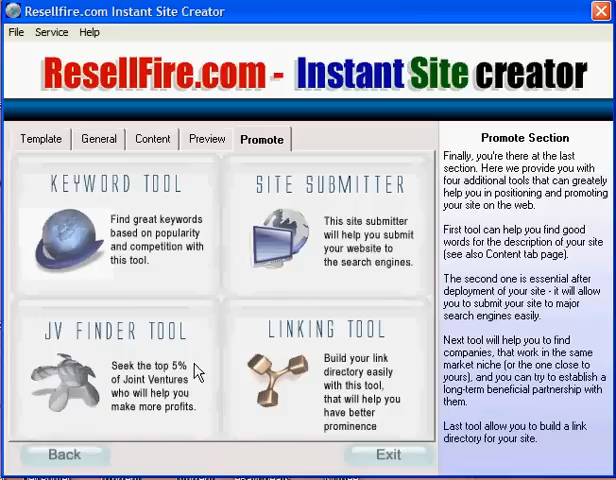 Resellfire.com Instant Site Creator
File Service Help
ResellFire.com - Instant Site creator
Template General Content Preview Promote
KEYWORD TOOL
Find great keywords
based on popularity
and competition with
this tool.
SITE SUBMITTER
This site submitter
will help you submit
your website to
the search engines.
JV FINDER TOOL
Seek the top 5%
of Joint Ventures
who will help you
make more profits.
LINKING TOOL
Build your link
directory easily
with this tool,
that will help you
have better
prominence
Back
Exit
Promote Section
Finally, you're there at the last
section. Here we provide you with
four additional tools that can greately
help you in positioning and promoting
your site on the web.
First tool can help you find good
words for the description of your site
(see also Content tab page).
The second one is essential after
deployment of your site - it will allow
you to submit your site to major
search engines easily.
Next tool will help you to find
companies, that work in the same
market niche (or the one close to
yours), and you can try to establish a
long-term beneficial partnership with
them.
Last tool allow you to build a link
directory for your site.